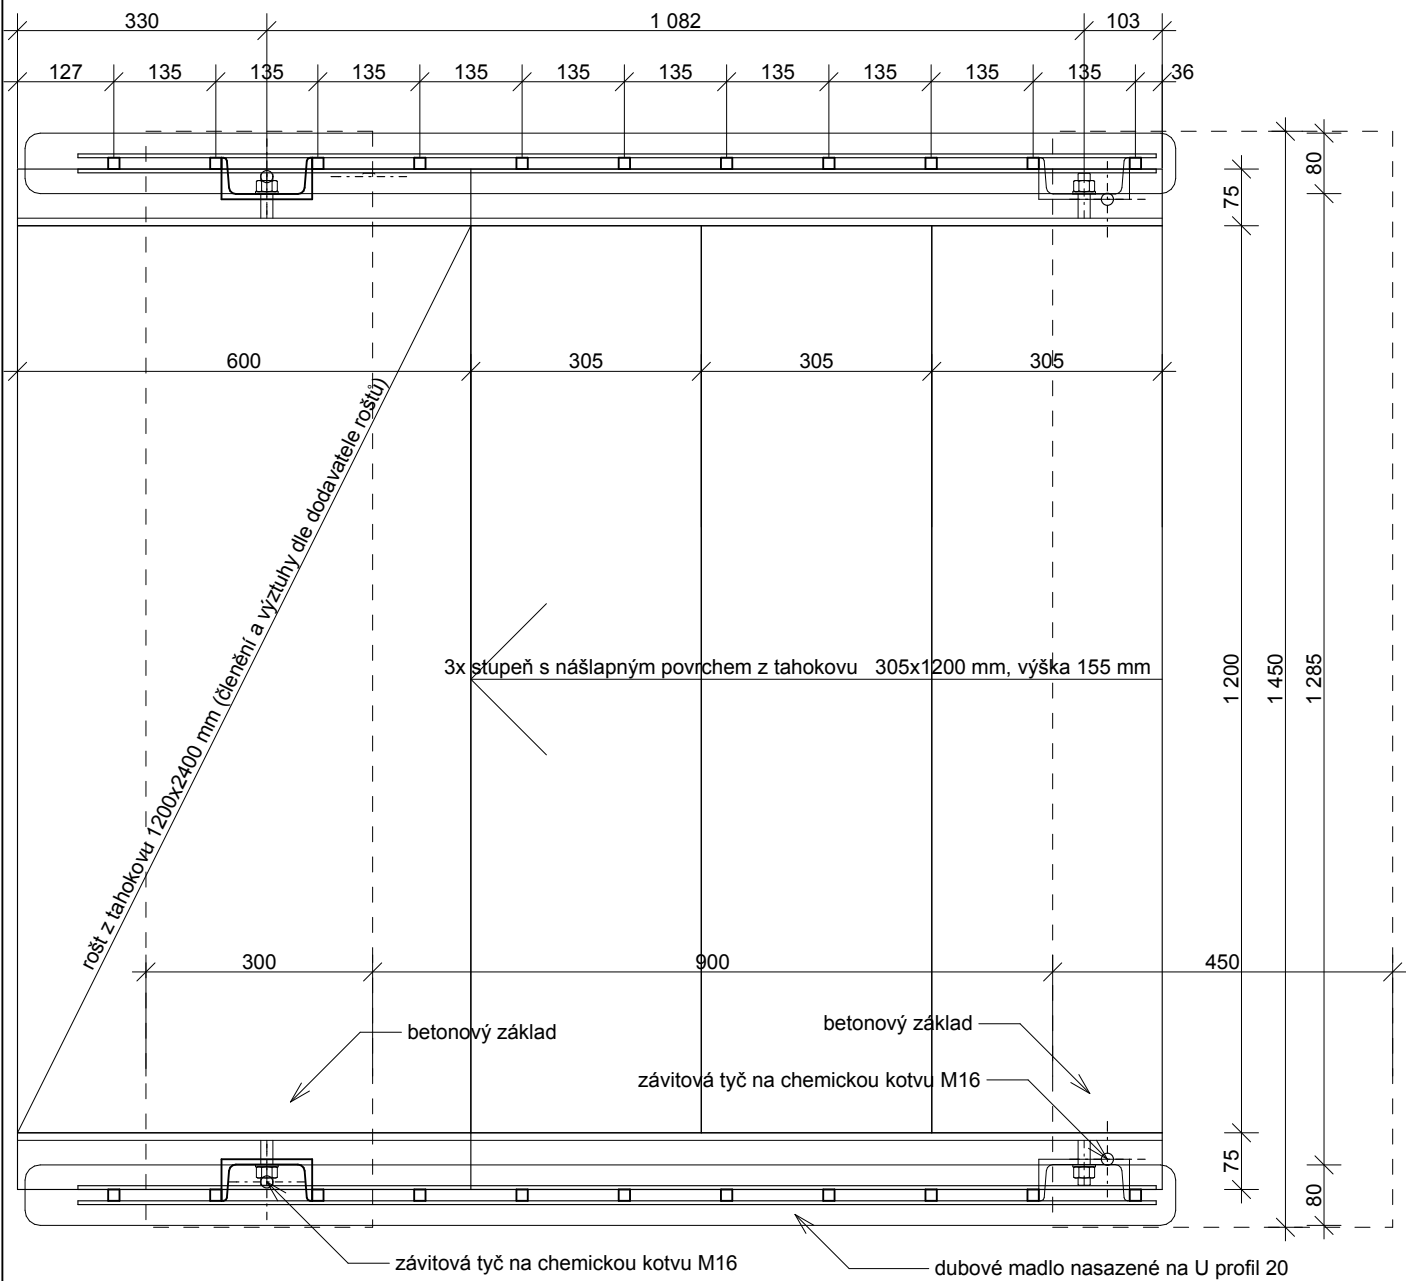 330 1 082 103
127 135 135 135 135 135 135 135 135 135 135 36
80
75
600 305 305 305
rošt z tahokovu 1200x2400 mm (členění a výztuhy dle dodavatele roštů)
3x stupeň s nášlapným povrchem z tahokovu 305x1200 mm, výška 155 mm
1 200
1 450
1 285
300 900 450
betonový základ
betonový základ
závitová tyč na chemickou kotvu M16
75
80
závitová tyč na chemickou kotvu M16
dubové madlo nasazené na U profil 20